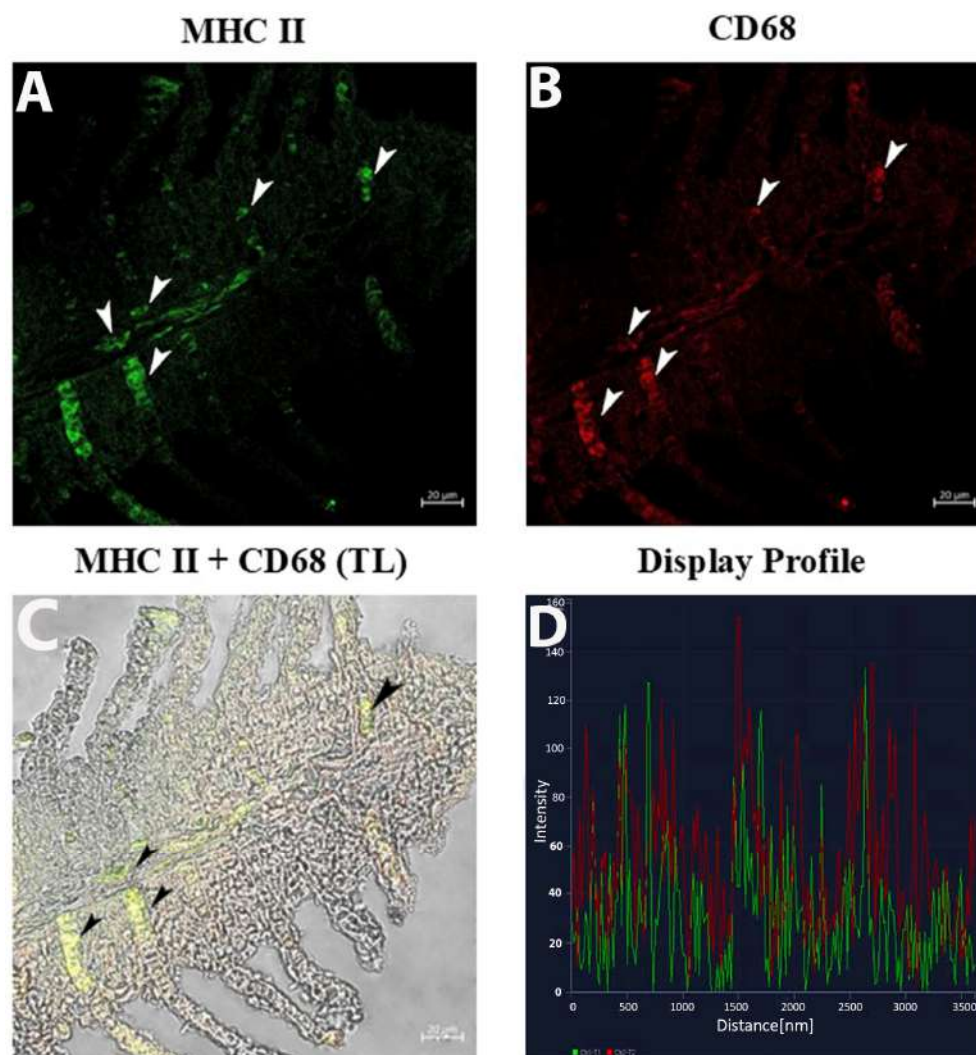 MHC II
CD68
A
B
20 µm
20 µm
MHC II + CD68 (TL)
Display Profile
C
D
20 µm
160
140
120
100
80
60
40
20
0
Intensity
0
500
1000
1500
2000
2500
3000
3500
Distance[nm]